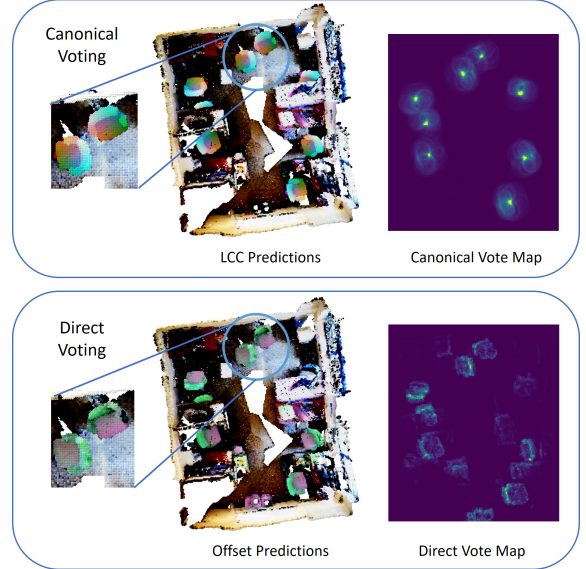 Canonical
Voting
LCC Predictions
Canonical Vote Map
Direct
Voting
Offset Predictions
Direct Vote Map